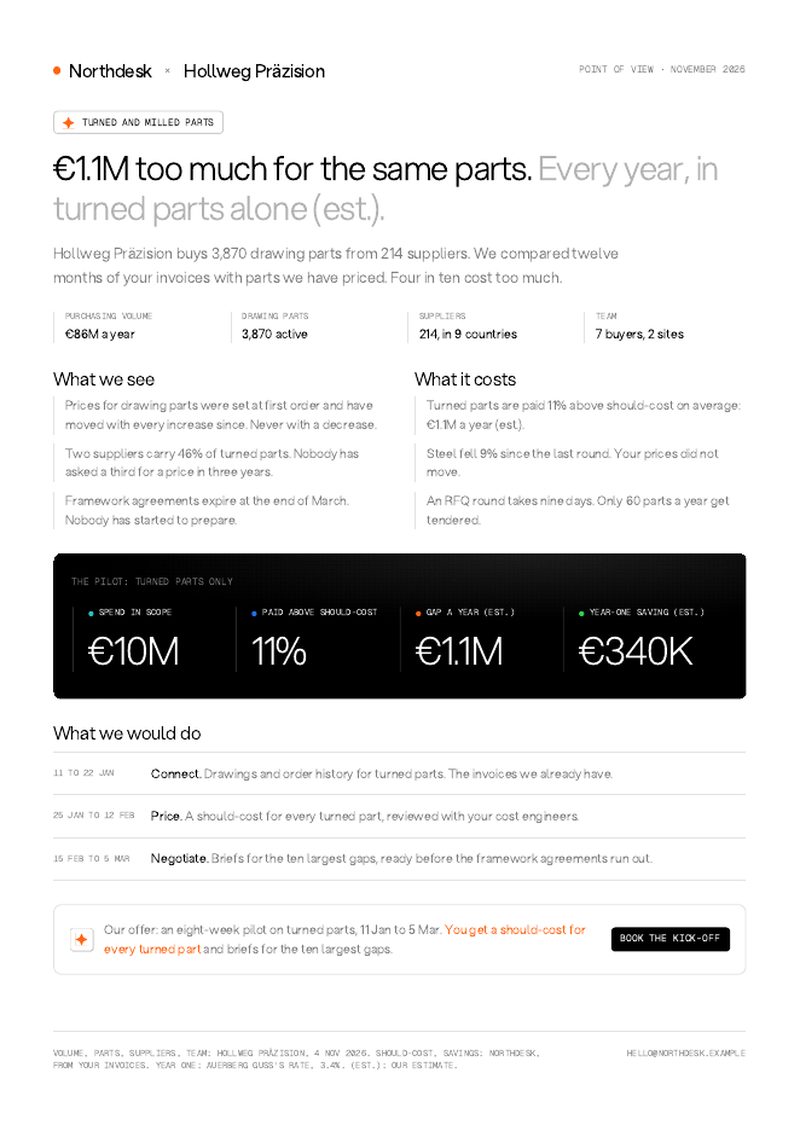 Northdesk × Hollweg Präzision
POINT OF VIEW · NOVEMBER 2026
TURNED AND MILLED PARTS
€1.1M too much for the same parts. Every year, in
turned parts alone (est.).
Hollweg Präzision buys 3,870 drawing parts from 214 suppliers. We compared twelve
months of your invoices with parts we have priced. Four in ten cost too much.
PURCHASING VOLUME
€86M a year
DRAWING PARTS
3,870 active
SUPPLIERS
214, in 9 countries
TEAM
7 buyers, 2 sites
What we see
Prices for drawing parts were set at first order and have
moved with every increase since. Never with a decrease.
Two suppliers carry 46% of turned parts. Nobody has
asked a third for a price in three years.
Framework agreements expire at the end of March.
Nobody has started to prepare.
What it costs
Turned parts are paid 11% above should-cost on average:
€1.1M a year (est.).
Steel fell 9% since the last round. Your prices did not
move.
An RFQ round takes nine days. Only 60 parts a year get
tendered.
THE PILOT: TURNED PARTS ONLY
SPEND IN SCOPE
€10M
PAID ABOVE SHOULD-COST
11%
GAP A YEAR (EST.)
€1.1M
YEAR-ONE SAVING (EST.)
€340K
What we would do
11 TO 22 JAN
Connect. Drawings and order history for turned parts. The invoices we already have.
25 JAN TO 12 FEB
Price. A should-cost for every turned part, reviewed with your cost engineers.
15 FEB TO 5 MAR
Negotiate. Briefs for the ten largest gaps, ready before the framework agreements run out.
Our offer: an eight-week pilot on turned parts, 11 Jan to 5 Mar. You get a should-cost for
every turned part and briefs for the ten largest gaps.
BOOK THE KICK-OFF
VOLUME, PARTS, SUPPLIERS, TEAM: HOLLWEG PRÄZISION, 4 NOV 2026. SHOULD-COST, SAVINGS: NORTHDESK,
FROM YOUR INVOICES. YEAR ONE: AUERBERG GUSS'S RATE, 3.4%. (EST.): OUR ESTIMATE.
HELLO@NORTHDESK.EXAMPLE